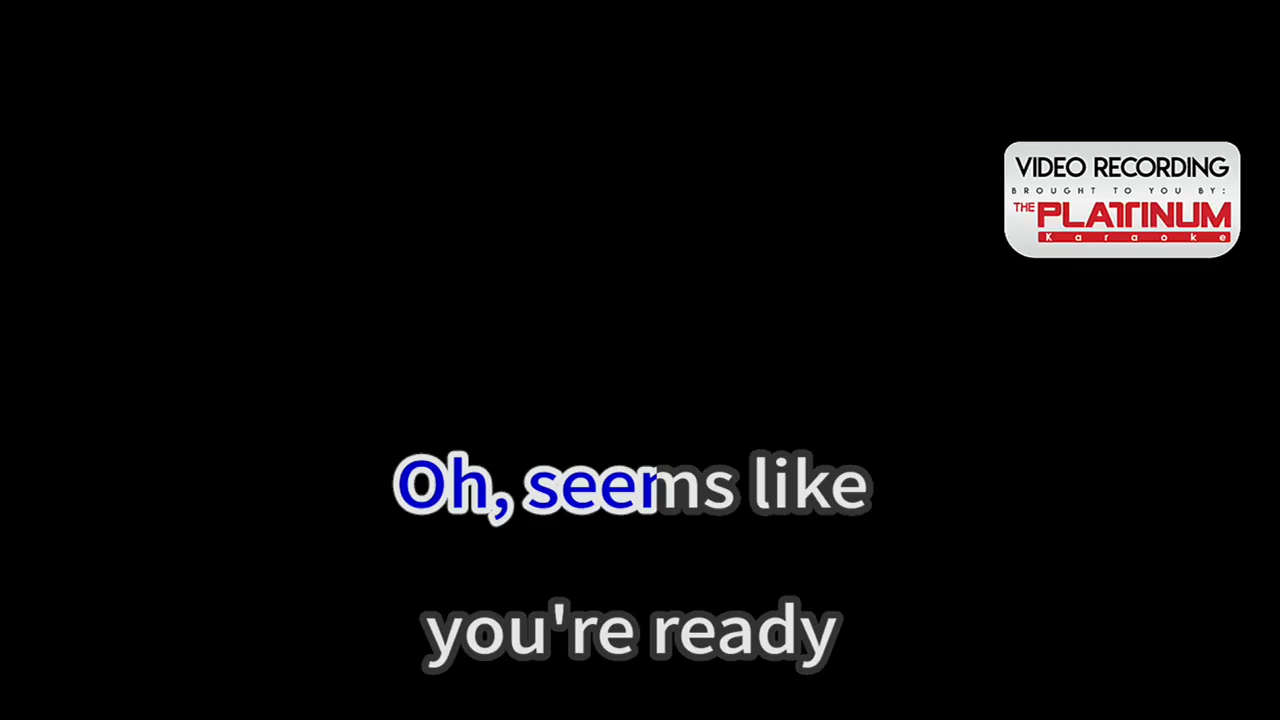 VIDEO RECORDING
BROUGHT TO YOU BY:
THE PLATINUM
Karaoke
Oh, seems like
you're ready